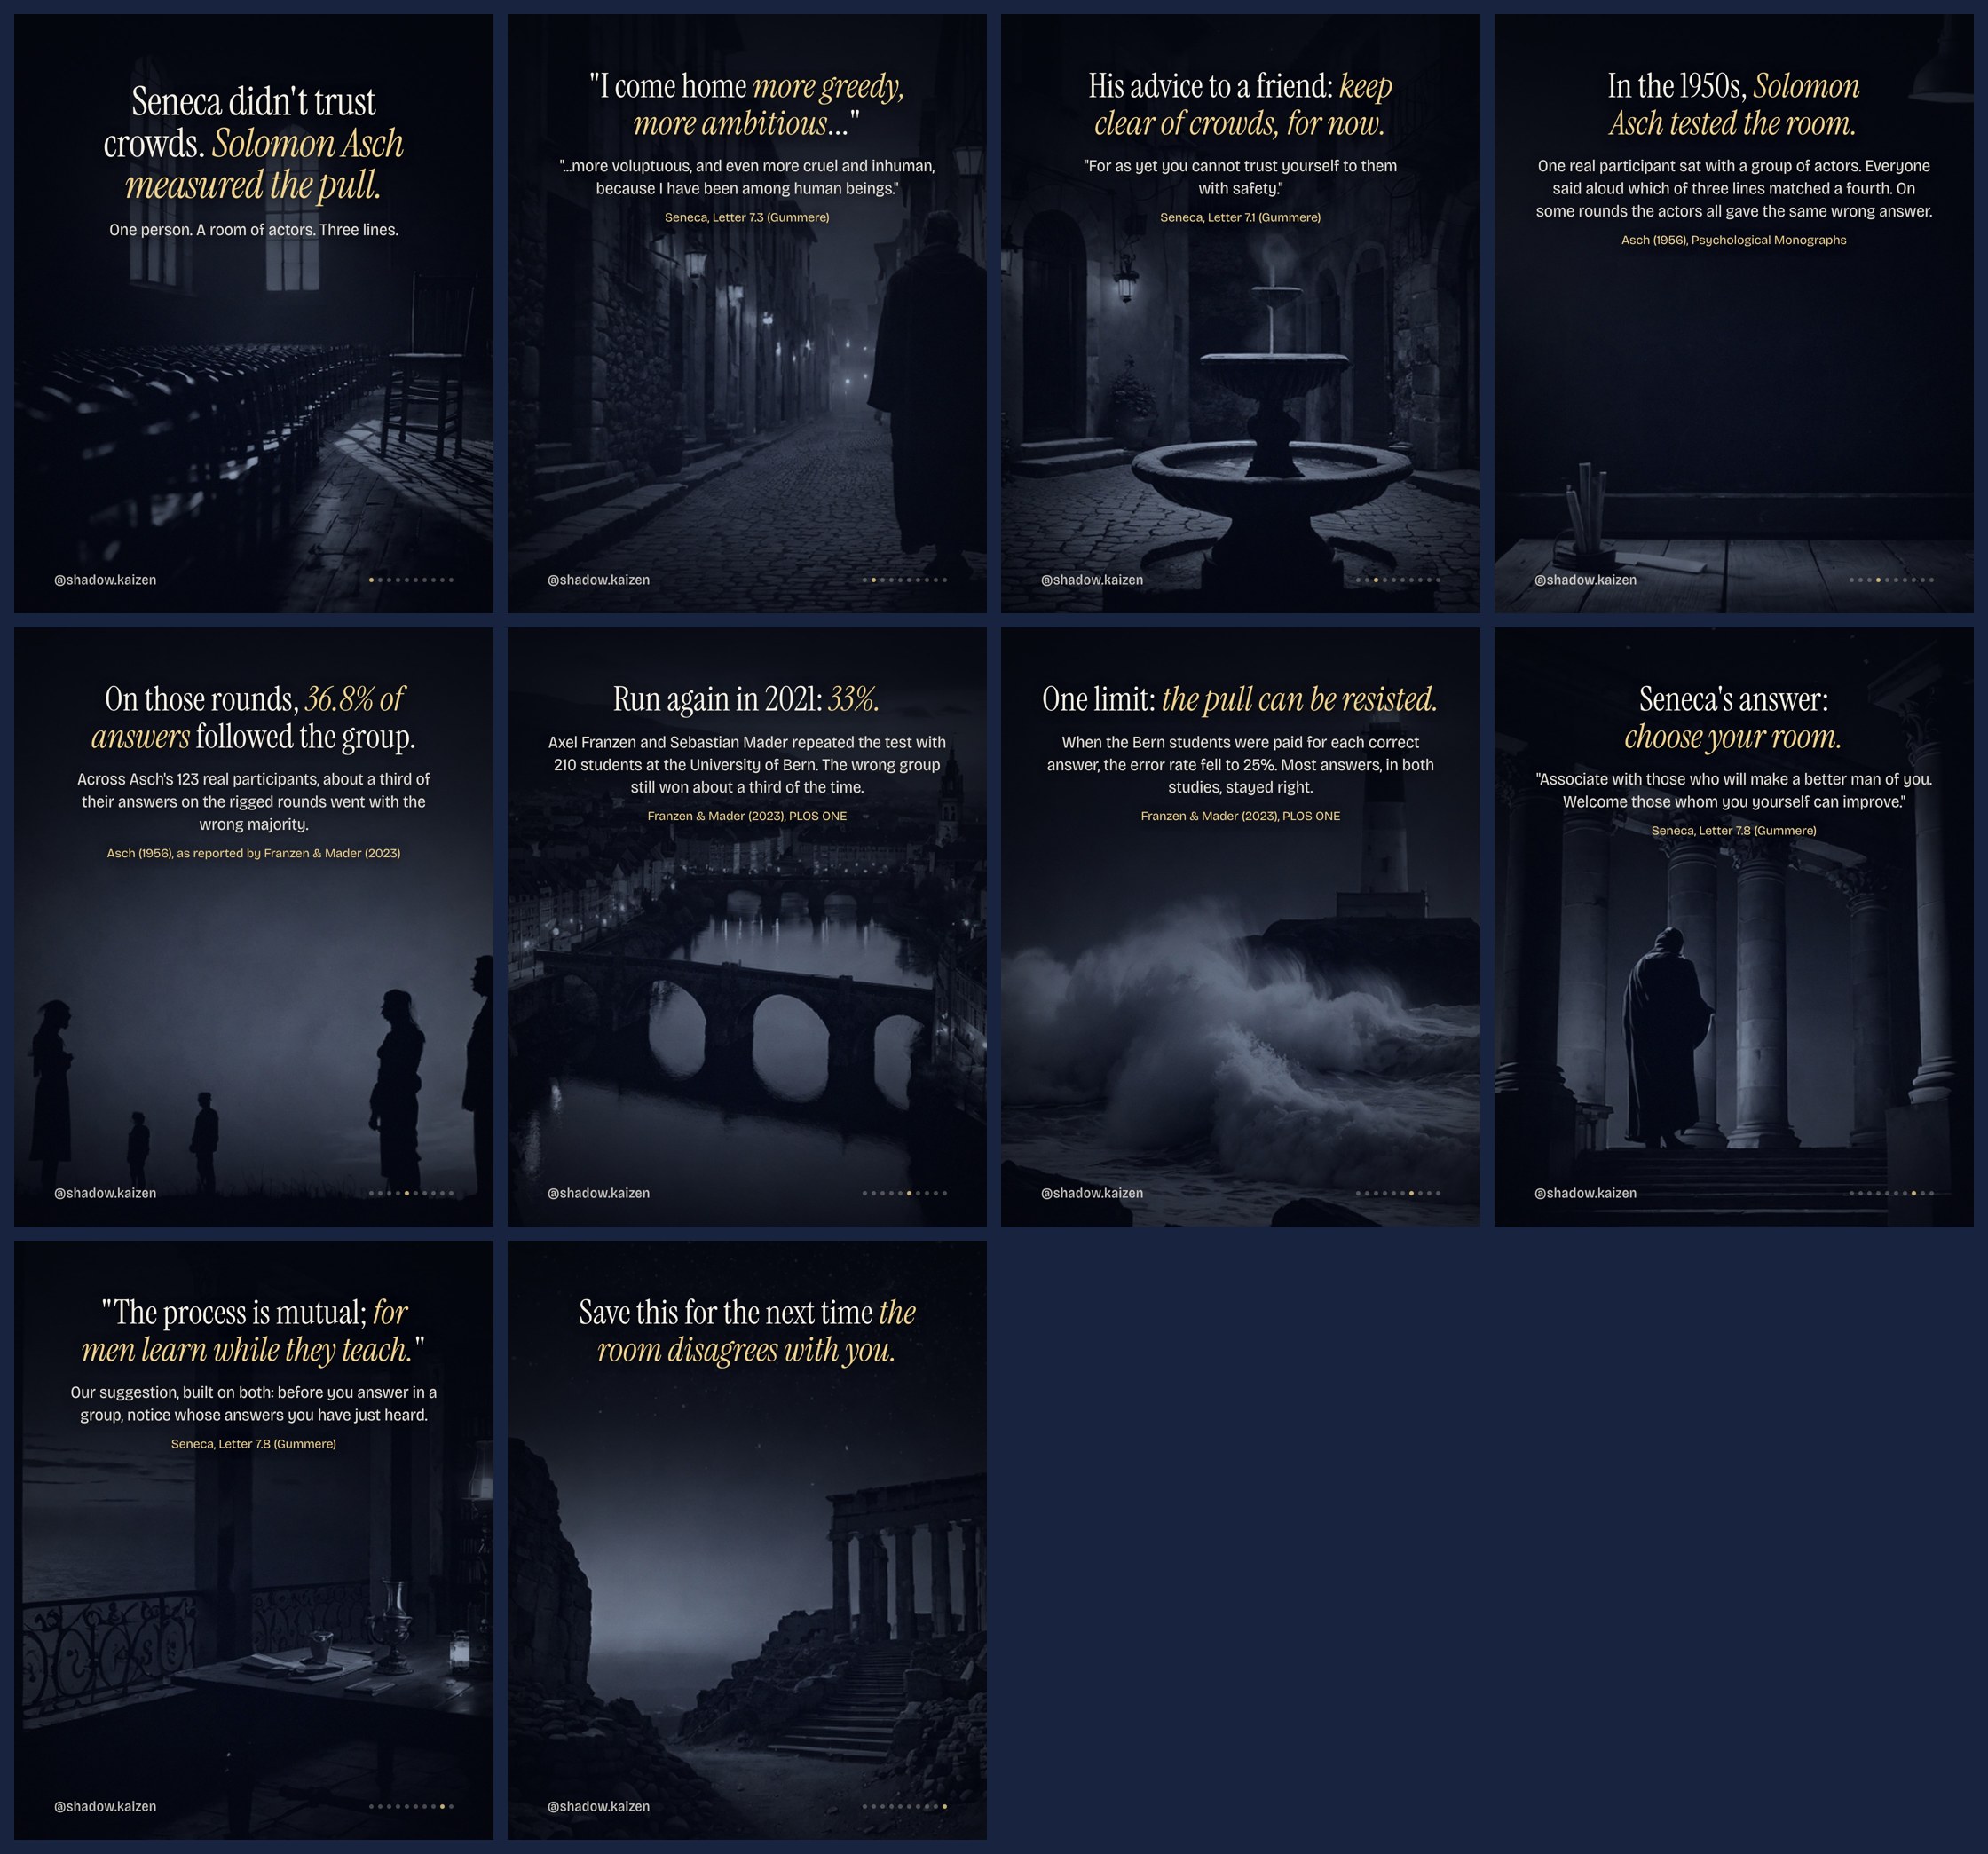 Seneca didn't trust
crowds. Solomon Asch
measured the pull.
One person. A room of actors. Three lines.
@shadow.kaizen
"I come home more greedy,
more ambitious..."
"...more voluptuous, and even more cruel and inhuman,
because I have been among human beings."
Seneca, Letter 7.3 (Gummere)
@shadow.kaizen
His advice to a friend: keep
clear of crowds, for now.
"For as yet you cannot trust yourself to them
with safety."
Seneca, Letter 7.1 (Gummere)
@shadow.kaizen
In the 1950s, Solomon
Asch tested the room.
One real participant sat with a group of actors. Everyone
said aloud which of three lines matched a fourth. On
some rounds the actors all gave the same wrong answer.
Asch (1956), Psychological Monographs
@shadow.kaizen
On those rounds, 36.8% of
answers followed the group.
Across Asch's 123 real participants, about a third of
their answers on the rigged rounds went with the
wrong majority.
Asch (1956), as reported by Franzen & Mader (2023)
@shadow.kaizen
Run again in 2021: 33%.
Axel Franzen and Sebastian Mader repeated the test with
210 students at the University of Bern. The wrong group
still won about a third of the time.
Franzen & Mader (2023), PLOS ONE
@shadow.kaizen
One limit: the pull can be resisted.
When the Bern students were paid for each correct
answer, the error rate fell to 25%. Most answers, in both
studies, stayed right.
Franzen & Mader (2023), PLOS ONE
@shadow.kaizen
Seneca's answer:
choose your room.
"Associate with those who will make a better man of you.
Welcome those whom you yourself can improve."
Seneca, Letter 7.8 (Gummere)
@shadow.kaizen
"The process is mutual; for
men learn while they teach."
Our suggestion, built on both: before you answer in a
group, notice whose answers you have just heard.
Seneca, Letter 7.8 (Gummere)
@shadow.kaizen
Save this for the next time the
room disagrees with you.
@shadow.kaizen